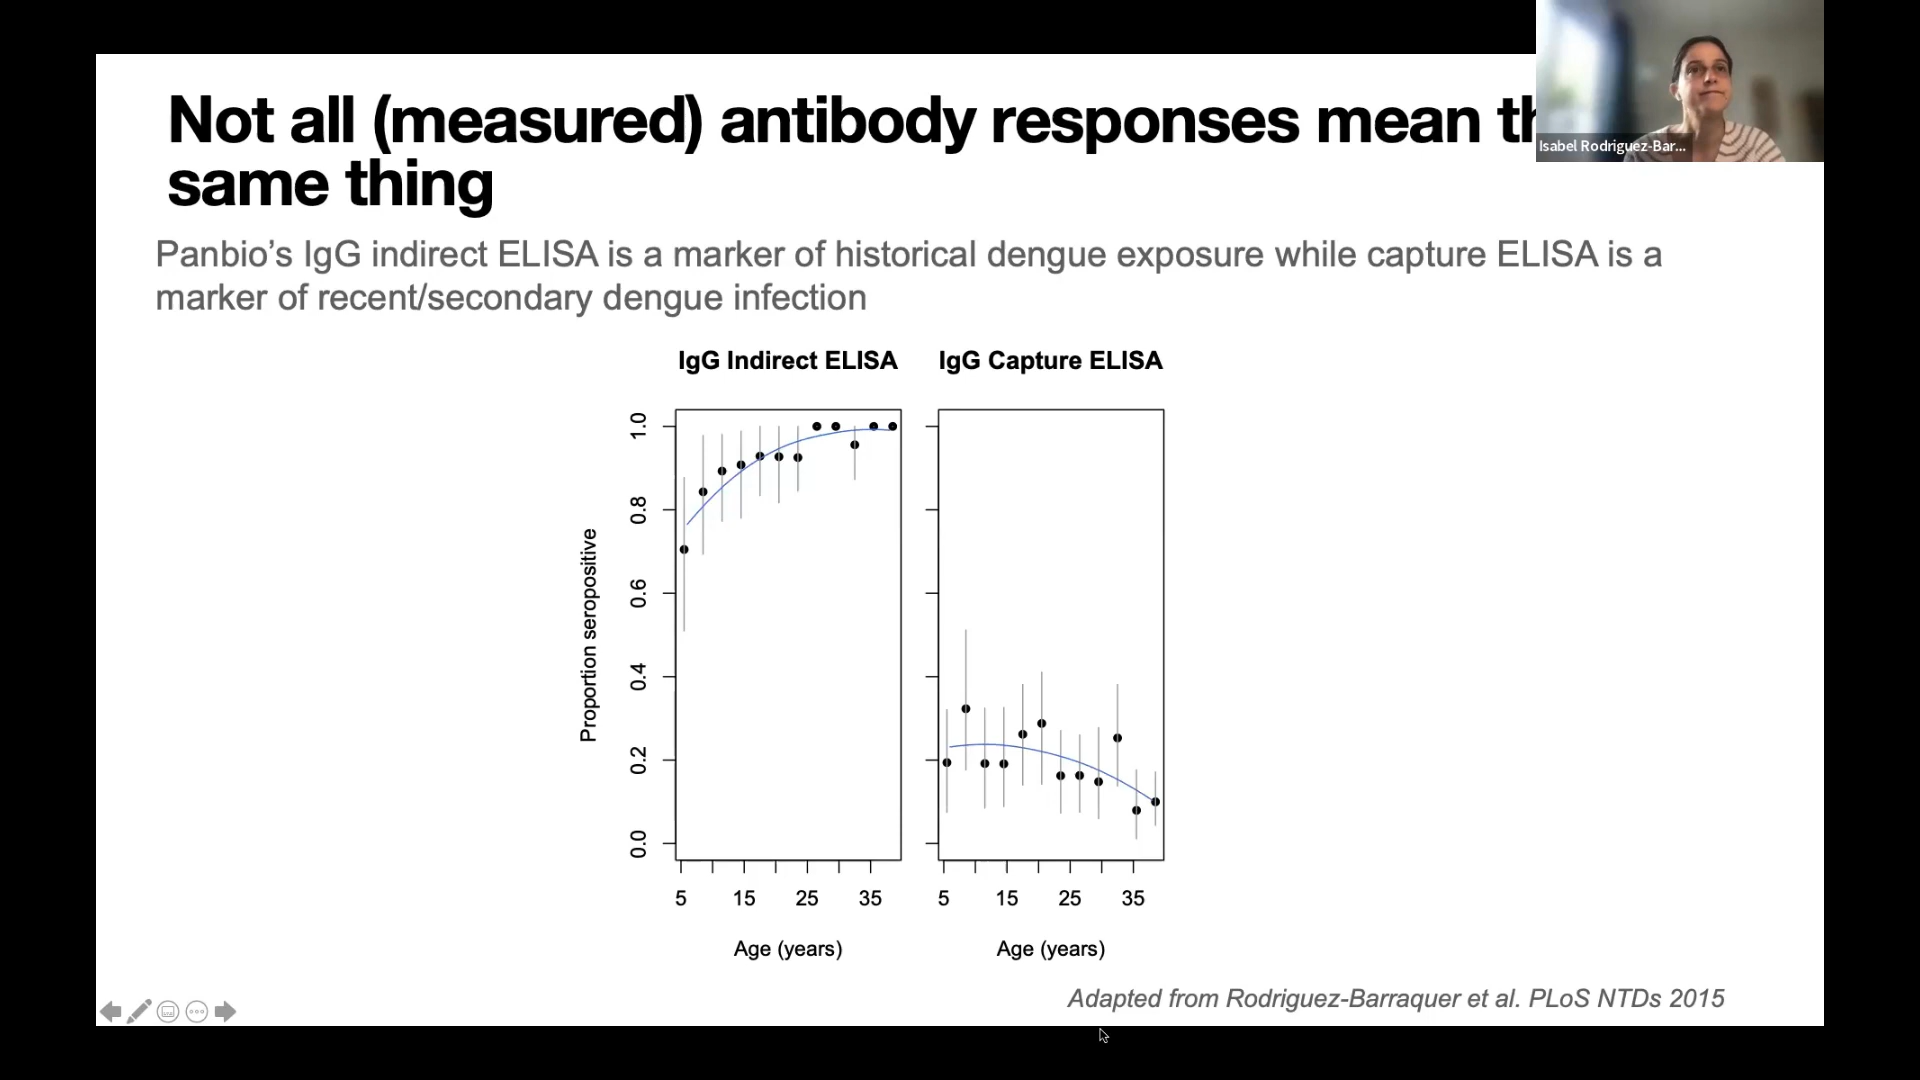 Not all (measured) antibody responses mean th
same thing
Isabel Rodriguez-Bar...
Panbio’s IgG indirect ELISA is a marker of historical dengue exposure while capture ELISA is a
marker of recent/secondary dengue infection
IgG Indirect ELISA
IgG Capture ELISA
Proportion seropositive
1.0
0.8
0.6
0.4
0.2
0.0
5 15 25 35
5 15 25 35
Age (years)
Age (years)
Adapted from Rodriguez-Barraquer et al. PLoS NTDs 2015